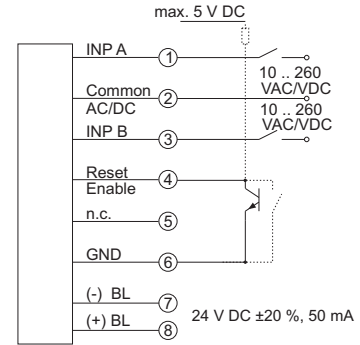 max. 5 V DC
INP A
1
10 .. 260
VAC/VDC
Common
AC/DC
2
10 .. 260
VAC/VDC
INP B
3
Reset
Enable
4
n.c.
5
GND
6
(-) BL
7
24 V DC ±20 %, 50 mA
(+) BL
8